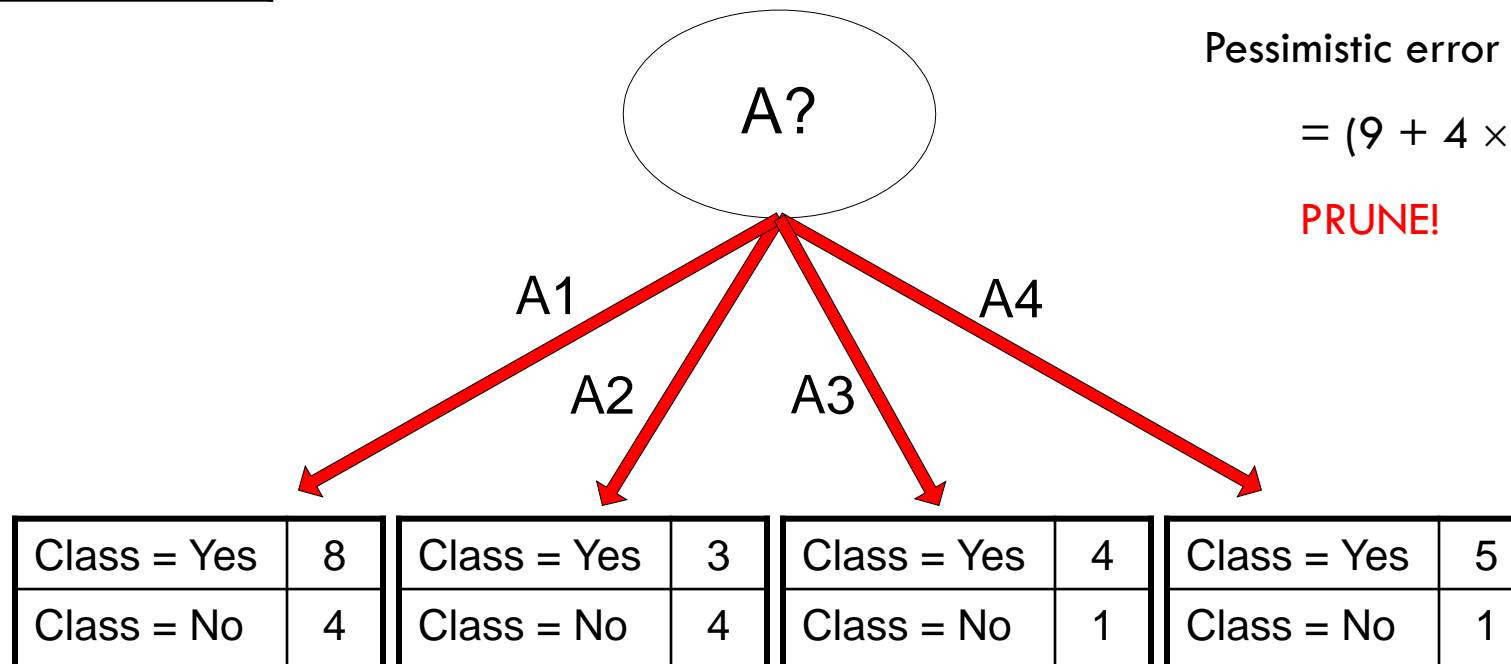 Pessimistic error
A?
= (9 + 4 ×
PRUNE!
A1
A4
A2
A3
Class = Yes 8 Class = Yes 3 Class = Yes 4 Class = Yes 5
Class = No 4 Class = No 4 Class = No 1 Class = No 1